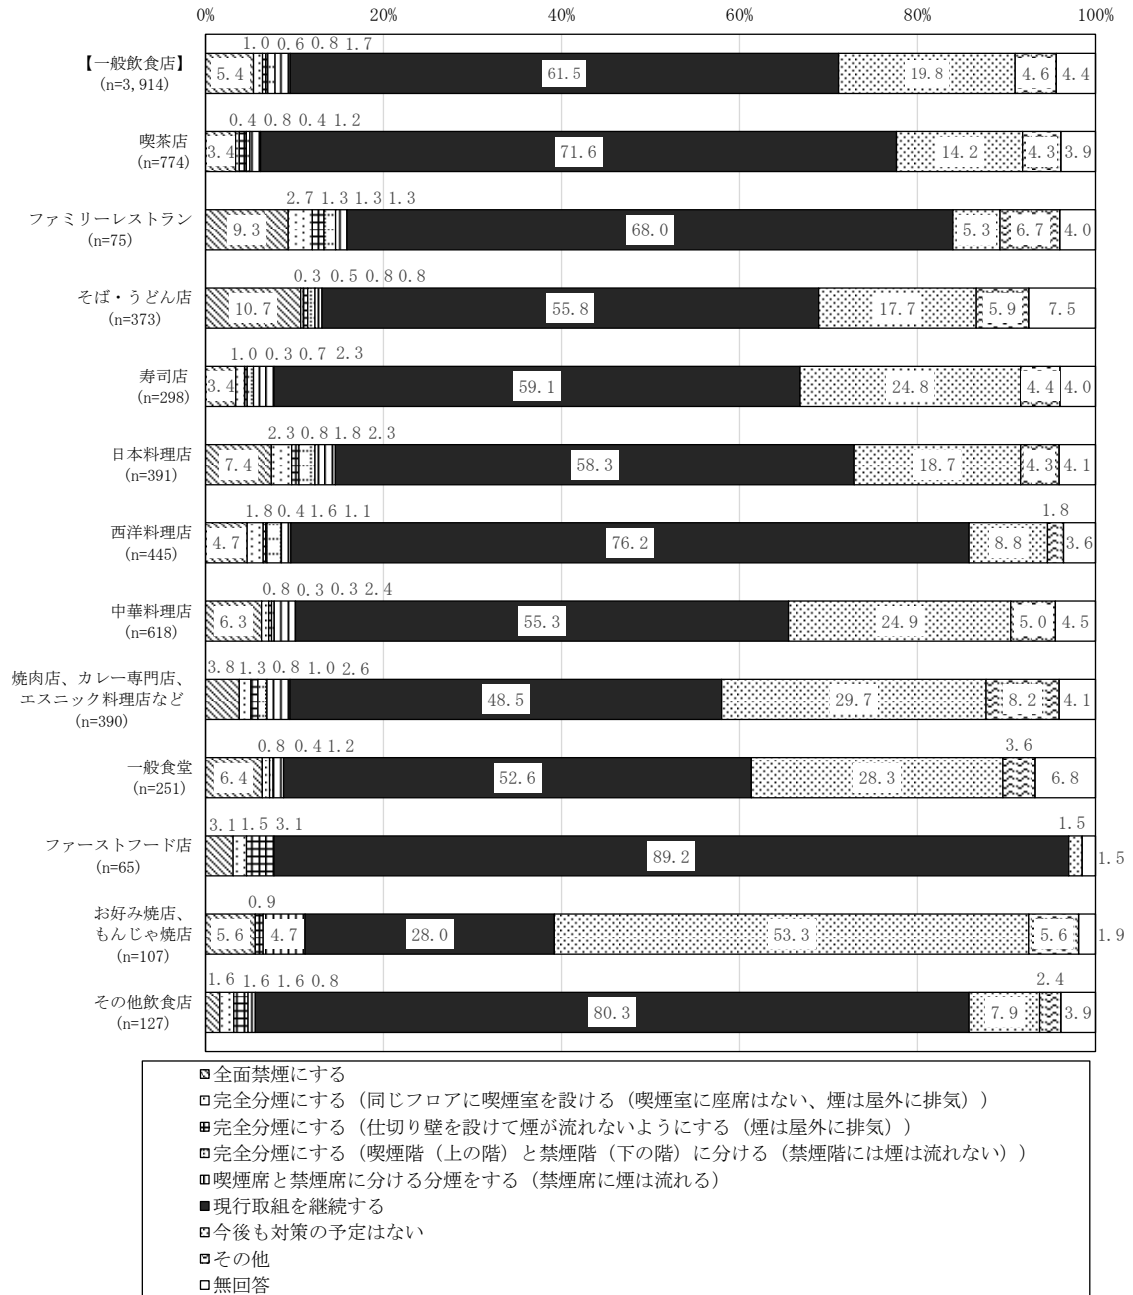 0% 20% 40% 60% 80% 100%
1.0 0.6 0.8 1.7
【一般飲食店】
(n=3,914)
5.4 61.5 19.8 4.6 4.4
0.4 0.8 0.4 1.2
喫茶店
(n=774)
3.4 71.6 14.2 4.3 3.9
2.7 1.3 1.3 1.3
ファミリーレストラン
(n=75)
9.3 68.0 5.3 6.7 4.0
0.3 0.5 0.8 0.8
そば・うどん店
(n=373)
10.7 55.8 17.7 5.9 7.5
1.0 0.3 0.7 2.3
寿司店
(n=298)
3.4 59.1 24.8 4.4 4.0
2.3 0.8 1.8 2.3
日本料理店
(n=391)
7.4 58.3 18.7 4.3 4.1
1.8 0.4 1.6 1.1 1.8
西洋料理店
(n=445)
4.7 76.2 8.8 3.6
0.8 0.3 0.3 2.4
中華料理店
(n=618)
6.3 55.3 24.9 5.0 4.5
3.8 1.3 0.8 1.0 2.6
焼肉店、カレー専門店、
エスニック料理店など
(n=390)
48.5 29.7 8.2 4.1
0.8 0.4 1.2 3.6
一般食堂
(n=251)
6.4 52.6 28.3 6.8
3.1 1.5 3.1 1.5
ファーストフード店
(n=65)
89.2 1.5
0.9
お好み焼店、
もんじゃ焼店
(n=107)
5.6 4.7 28.0 53.3 5.6 1.9
1.6 1.6 1.6 0.8 2.4
その他飲食店
(n=127)
80.3 7.9 3.9
全面禁煙にする
完全分煙にする（同じフロアに喫煙室を設ける（喫煙室に座席はない、煙は屋外に排気））
完全分煙にする（仕切り壁を設けて煙が流れないようにする（煙は屋外に排気））
完全分煙にする（喫煙階（上の階）と禁煙階（下の階）に分ける（禁煙階には煙は流れない））
喫煙席と禁煙席に分ける分煙をする（禁煙席に煙は流れる）
現行取組を継続する
今後も対策の予定はない
その他
無回答